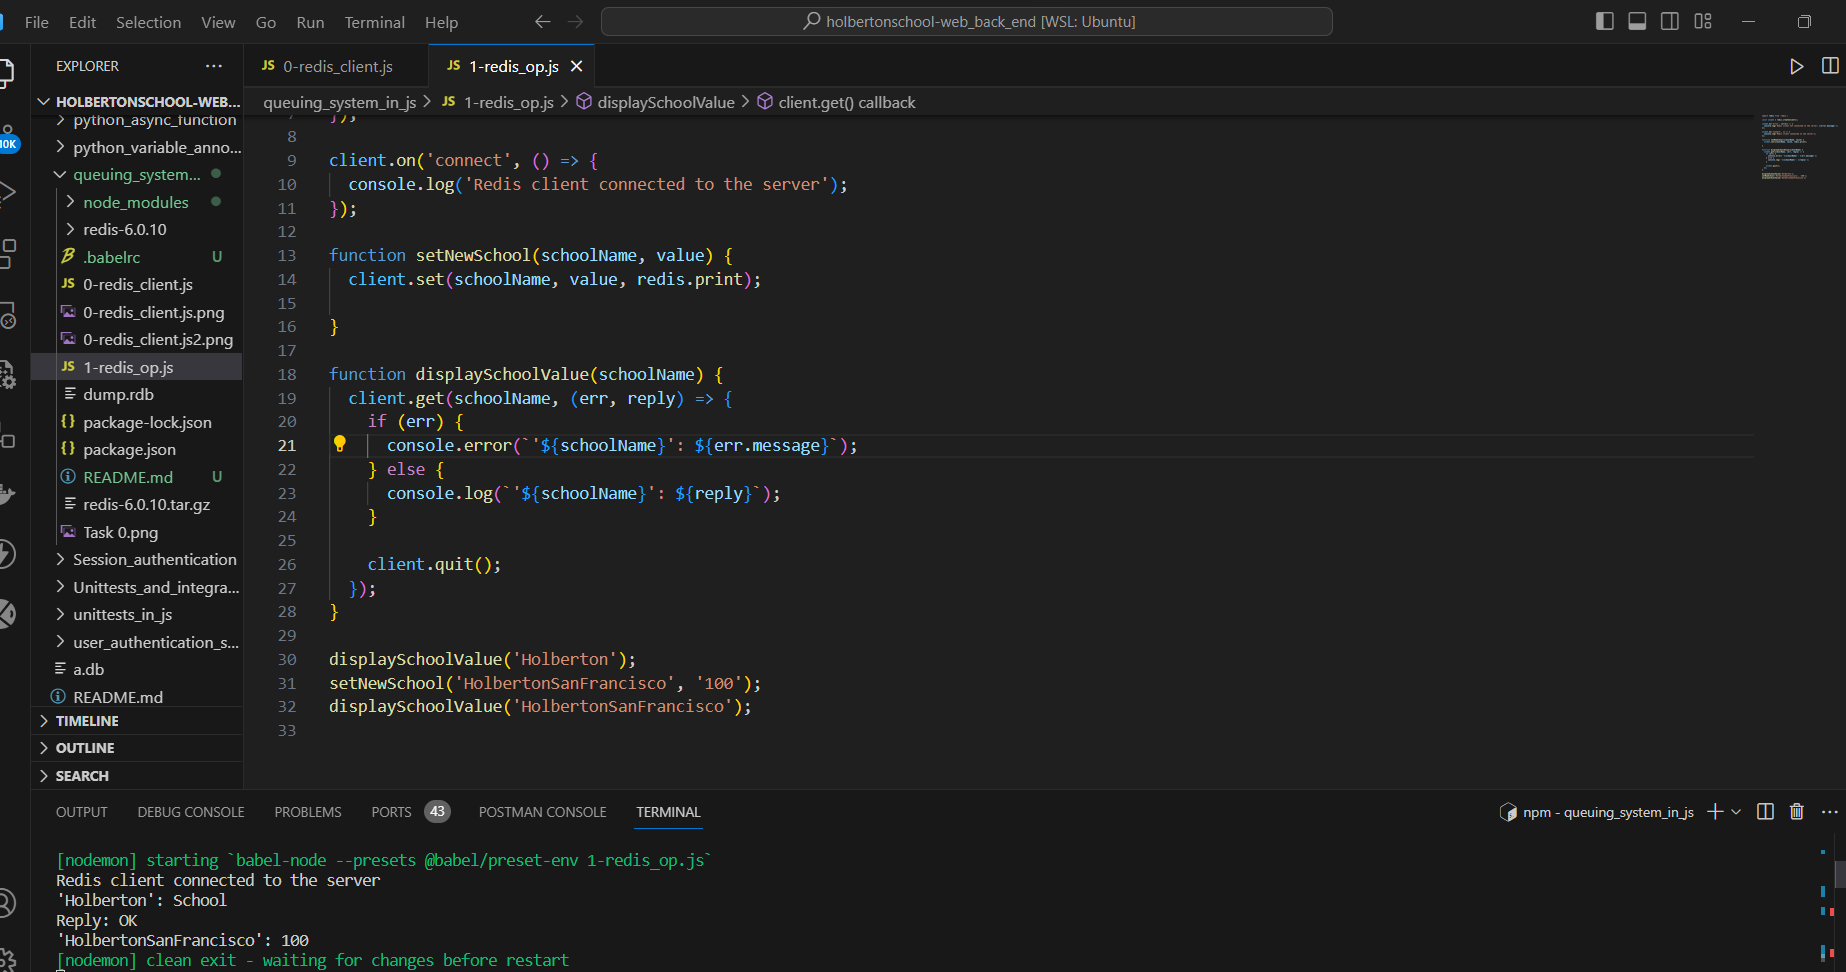 File Edit Selection View Go Run Terminal Help
holbertonschool-web_back_end [WSL: Ubuntu]
EXPLORER
HOLBERTONSCHOOL-WEB...
python_async_function
python_variable_anno...
queuing_system...
node_modules
redis-6.0.10
.babelrc U
JS 0-redis_client.js
0-redis_client.js.png
0-redis_client.js2.png
JS 1-redis_op.js
dump.rdb
{} package-lock.json
{} package.json
README.md U
redis-6.0.10.tar.gz
Task 0.png
Session_authentication
Unittests_and_integra...
unittests_in_js
user_authentication_s...
a.db
README.md
TIMELINE
OUTLINE
SEARCH
10K
JS 0-redis_client.js JS 1-redis_op.js
queuing_system_in_js > JS 1-redis_op.js > displaySchoolValue > client.get() callback
7 });
8
9 client.on('connect', () => {
10 console.log('Redis client connected to the server');
11 });
12
13 function setNewSchool(schoolName, value) {
14 client.set(schoolName, value, redis.print);
15
16 }
17
18 function displaySchoolValue(schoolName) {
19 client.get(schoolName, (err, reply) => {
20 if (err) {
21 console.error(`'${schoolName}': ${err.message}`);
22 } else {
23 console.log(`'${schoolName}': ${reply}`);
24 }
25
26 client.quit();
27 });
28 }
29
30 displaySchoolValue('Holberton');
31 setNewSchool('HolbertonSanFrancisco', '100');
32 displaySchoolValue('HolbertonSanFrancisco');
33
OUTPUT DEBUG CONSOLE PROBLEMS PORTS 43 POSTMAN CONSOLE TERMINAL
npm - queuing_system_in_js
[nodemon] starting `babel-node --presets @babel/preset-env 1-redis_op.js`
Redis client connected to the server
'Holberton': School
Reply: OK
'HolbertonSanFrancisco': 100
[nodemon] clean exit - waiting for changes before restart